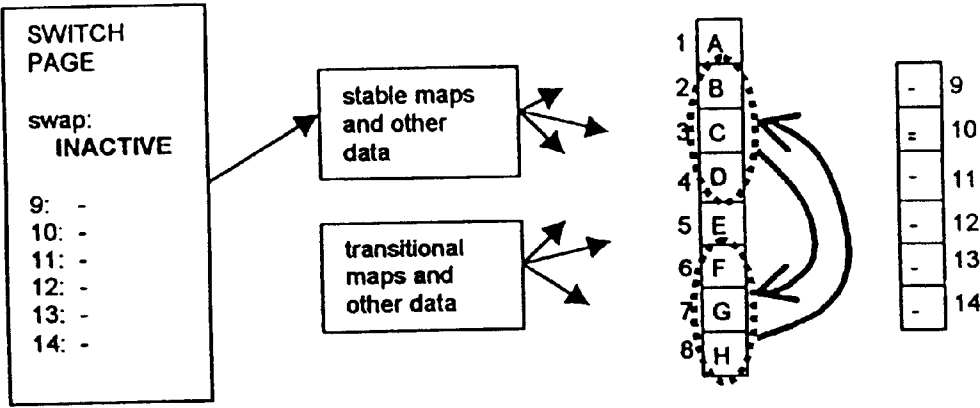 SWITCH
PAGE
swap:
INACTIVE
9: -
10: -
11: -
12: -
13: -
14: -
stable maps
and other
data
transitional
maps and
other data
1 A
2 B
3 C
4 D
5 E
6 F
7 G
8 H
- 9
= 10
- 11
- 12
- 13
- 14